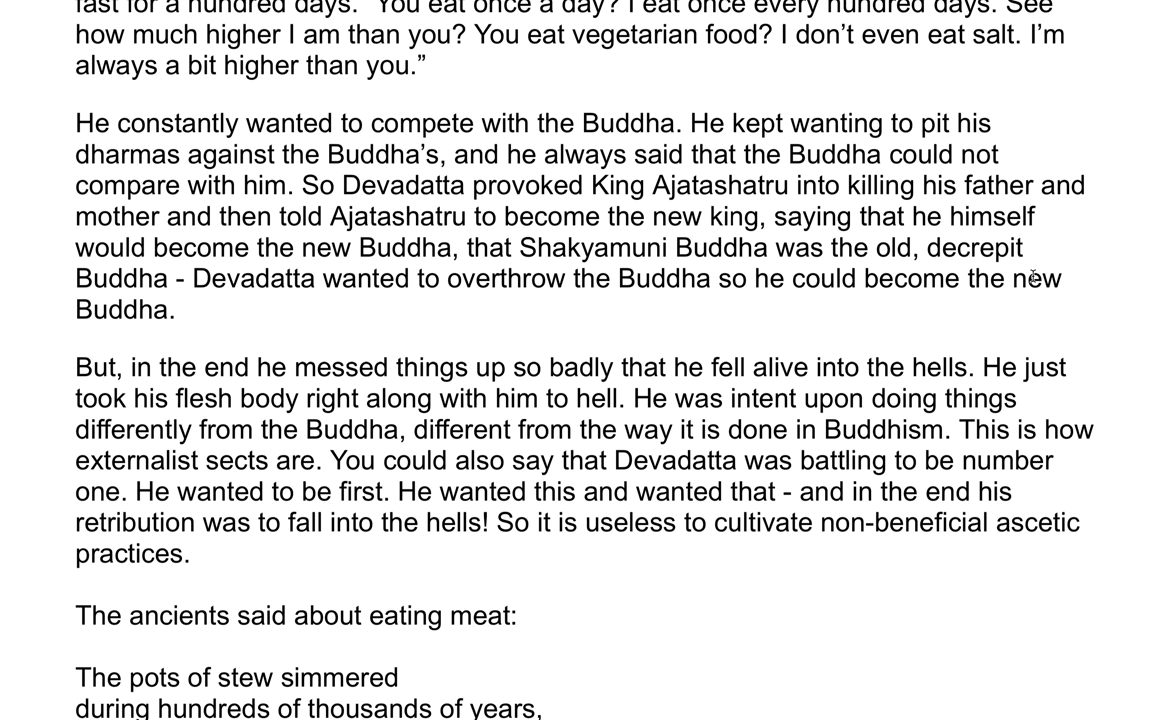 fast for a hundred days. "You eat once a day? I eat once every hundred days. See
how much higher I am than you? You eat vegetarian food? I don’t even eat salt. I’m
always a bit higher than you.”
He constantly wanted to compete with the Buddha. He kept wanting to pit his
dharmas against the Buddha’s, and he always said that the Buddha could not
compare with him. So Devadatta provoked King Ajatashatru into killing his father and
mother and then told Ajatashatru to become the new king, saying that he himself
would become the new Buddha, that Shakyamuni Buddha was the old, decrepit
Buddha - Devadatta wanted to overthrow the Buddha so he could become the new
Buddha.
But, in the end he messed things up so badly that he fell alive into the hells. He just
took his flesh body right along with him to hell. He was intent upon doing things
differently from the Buddha, different from the way it is done in Buddhism. This is how
externalist sects are. You could also say that Devadatta was battling to be number
one. He wanted to be first. He wanted this and wanted that - and in the end his
retribution was to fall into the hells! So it is useless to cultivate non-beneficial ascetic
practices.
The ancients said about eating meat:
The pots of stew simmered
during hundreds of thousands of years,